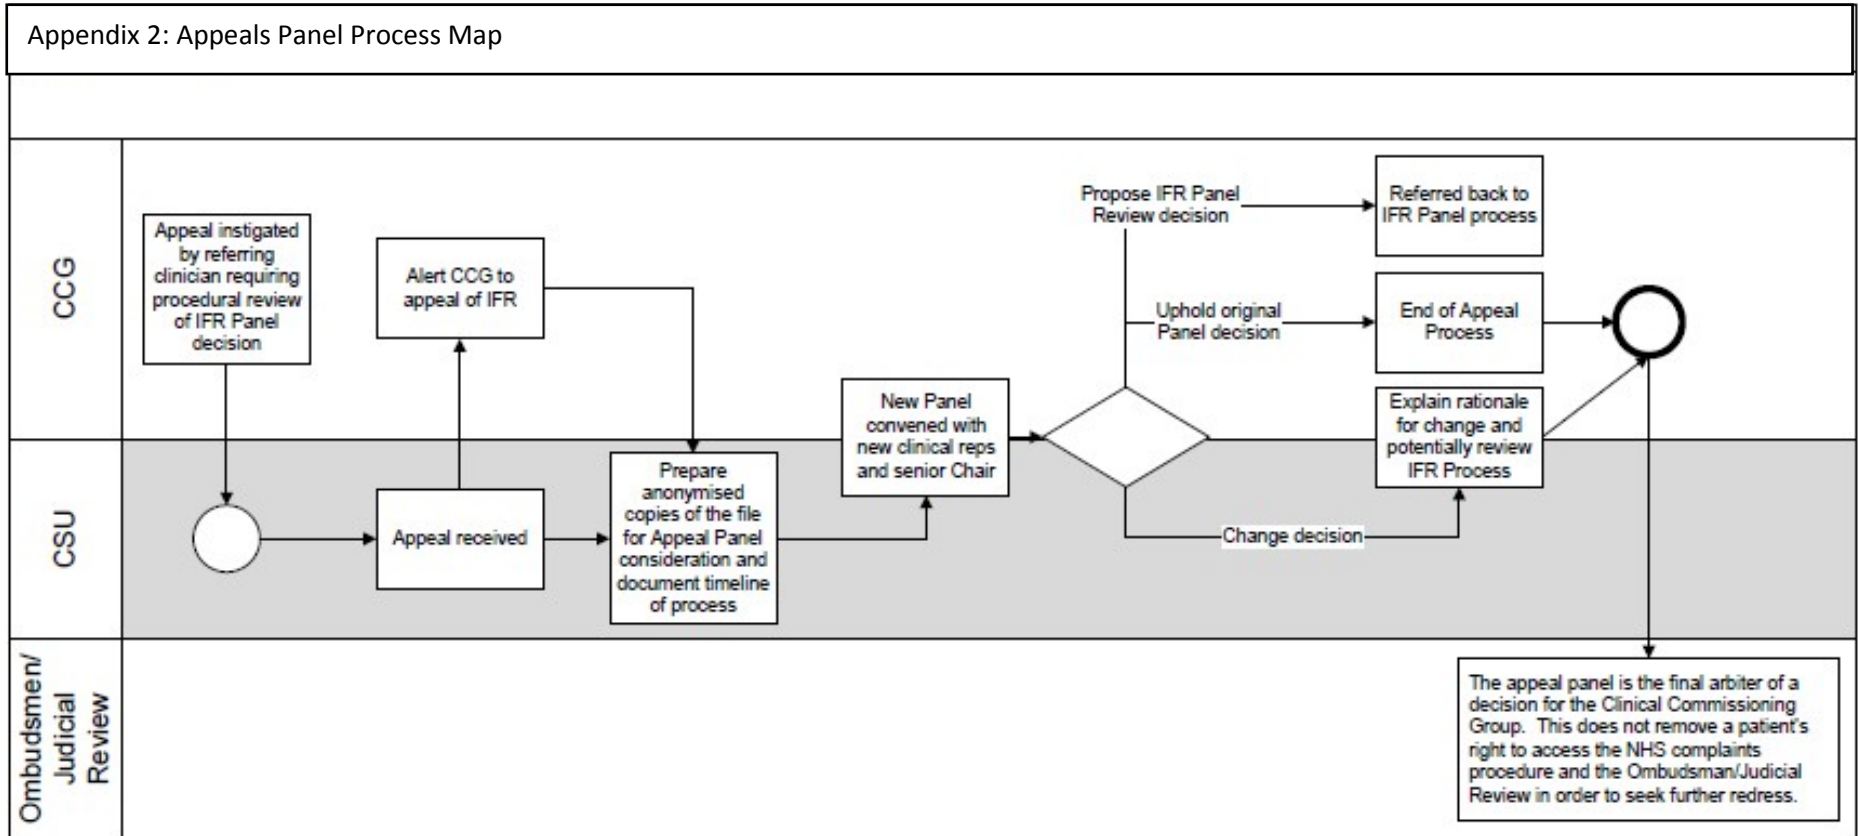 Appendix 2: Appeals Panel Process Map
CCG
Appeal instigated
by referring
clinician requiring
procedural review
of IFR Panel
decision
Alert CCG to
appeal of IFR
New Panel
convened with
new clinical reps
and senior Chair
Propose IFR Panel
Review decision
Referred back to
IFR Panel process
Uphold original
Panel decision
End of Appeal
Process
Explain rationale
for change and
potentially review
IFR Process
CSU
Appeal received
Prepare
anonymised
copies of the file
for Appeal Panel
consideration and
document timeline
of process
Change decision
Ombudsmen/
Judicial
Review
The appeal panel is the final arbiter of a
decision for the Clinical Commissioning
Group. This does not remove a patient's
right to access the NHS complaints
procedure and the Ombudsman/Judicial
Review in order to seek further redress.